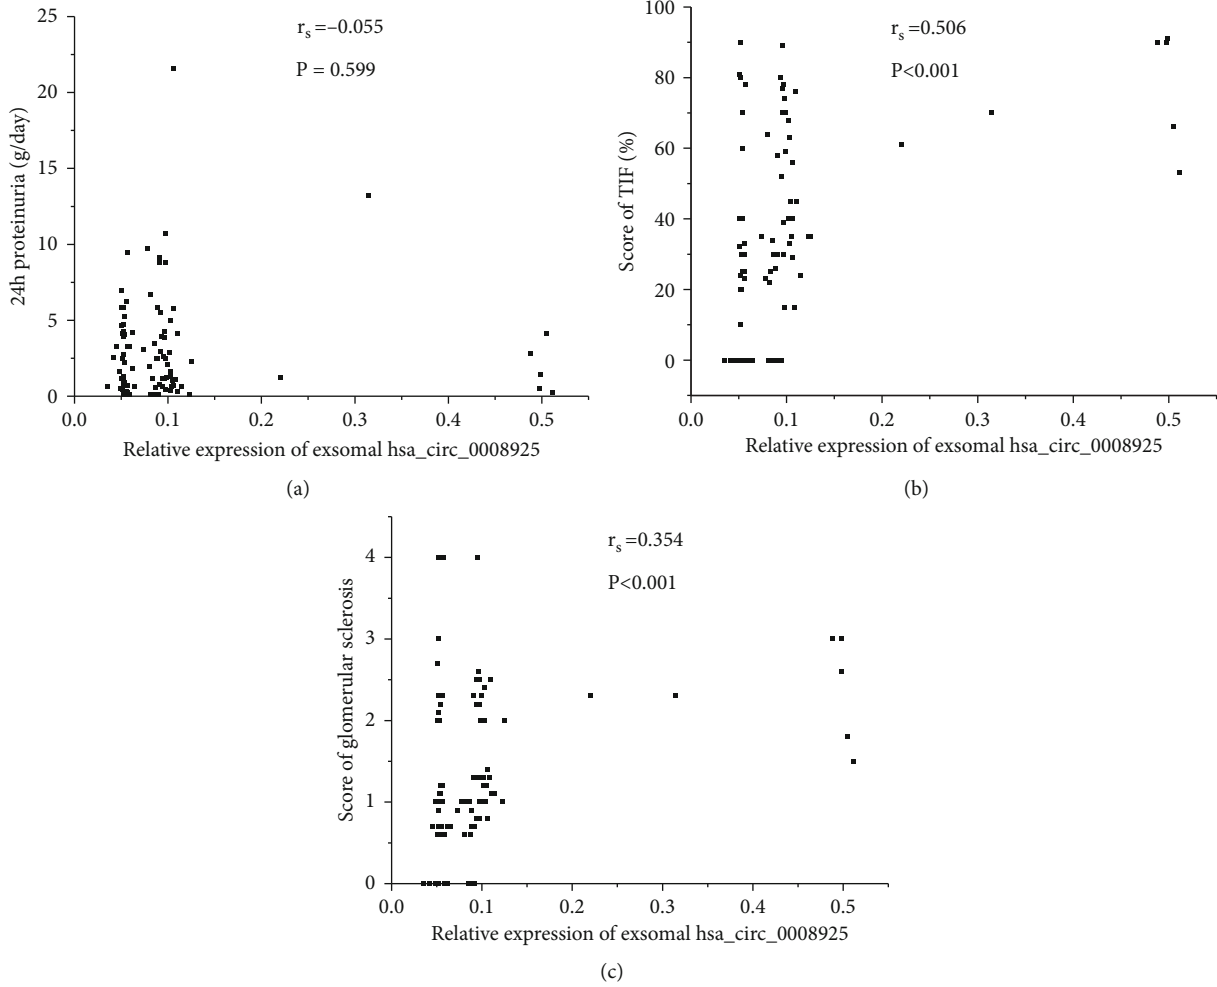 25
20
15
10
5
0
24h proteinuria (g/day)
r_s =–0.055
P = 0.599
0.0 0.1 0.2 0.3 0.4 0.5
Relative expression of exsomal hsa_circ_0008925
(a)
100
80
60
40
20
0
Score of TIF (%)
r_s =0.506
P<0.001
0.0 0.1 0.2 0.3 0.4 0.5
Relative expression of exsomal hsa_circ_0008925
(b)
4
3
2
1
0
Score of glomerular sclerosis
r_s =0.354
P<0.001
0.0 0.1 0.2 0.3 0.4 0.5
Relative expression of exsomal hsa_circ_0008925
(c)